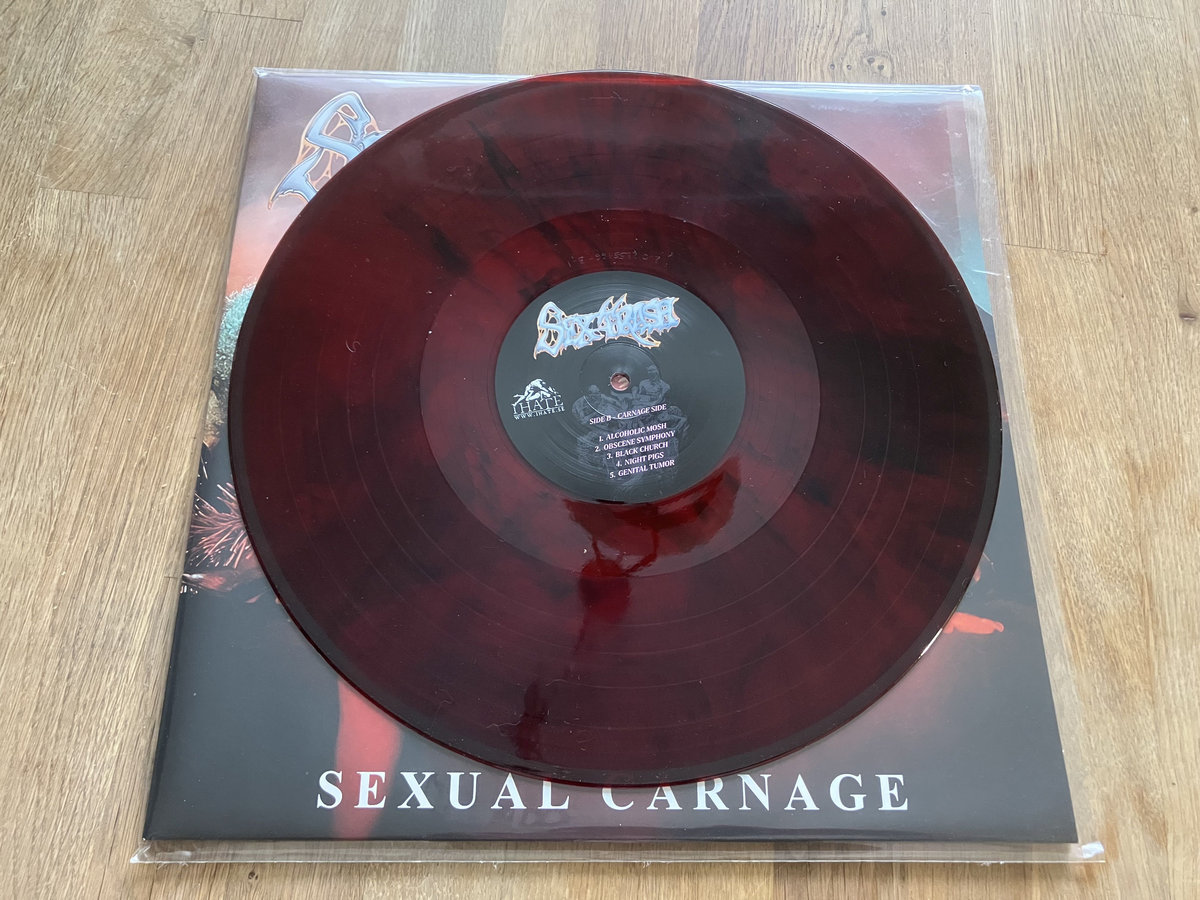 SEXTRASH
I HATE
WWW.IHATE.SE
SIDE B - CARNAGE SIDE
1. ALCOHOLIC MOSH
2. OBSCENE SYMPHONY
3. BLACK CHURCH
4. NIGHT PIGS
5. GENITAL TUMOR
SEXUAL CARNAGE